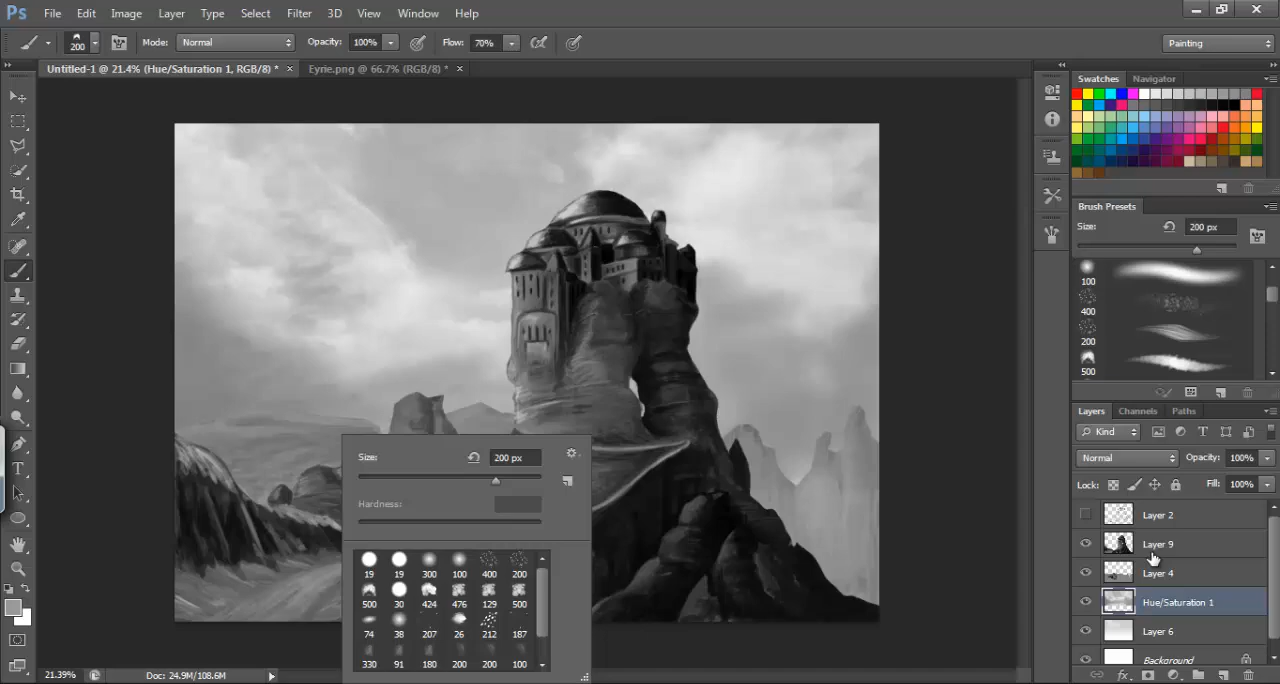 Ps File Edit Image Layer Type Select Filter 3D View Window Help
200 Mode: Normal Opacity: 100% Flow: 70% Painting
Untitled-1 @ 21.4% (Hue/Saturation 1, RGB/8) * × Eyrie.png @ 66.7% (RGB/8) * ×
Swatches Navigator
Brush Presets
Size: 200 px
100
400
200
500
Layers Channels Paths
Kind
Normal Opacity: 100%
Lock: Fill: 100%
Layer 2
Layer 9
Layer 4
Hue/Saturation 1
Layer 6
Background
Size: 200 px
Hardness:
19 19 300 100 400 200
500 30 424 476 129 500
74 38 207 26 212 187
330 91 180 200 200 100
21.39% Doc: 24.9M/108.6M